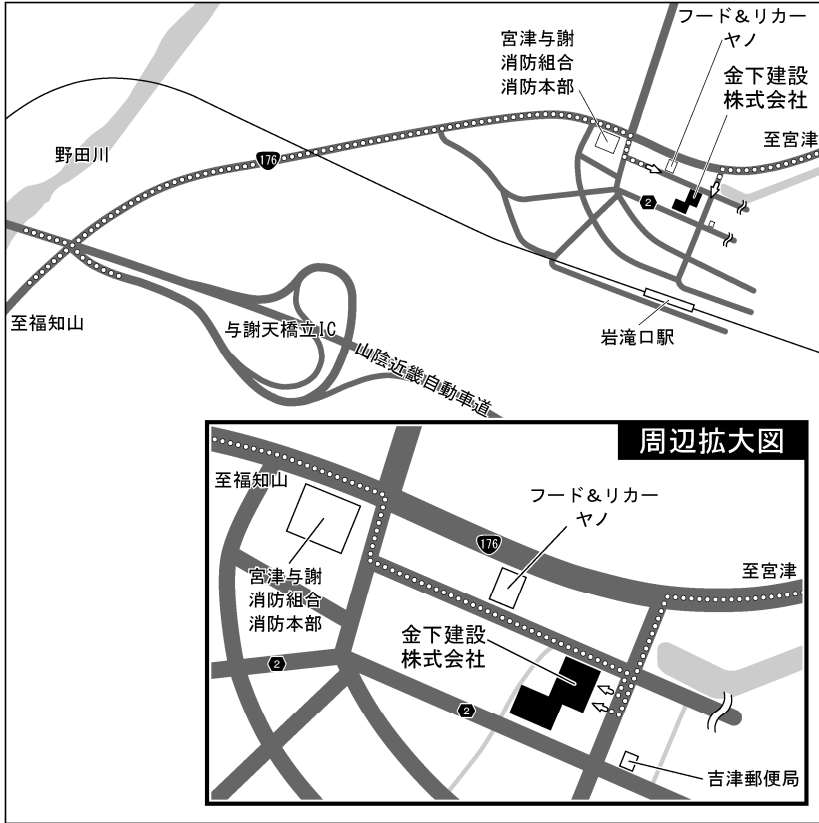 フード＆リカー
ヤノ
宮津与謝
消防組合
消防本部
金下建設
株式会社
至宮津
野田川
176
2
至福知山
与謝天橋立IC
山陰近畿自動車道
岩滝口駅
周辺拡大図
至福知山
フード＆リカー
ヤノ
176
至宮津
宮津与謝
消防組合
消防本部
金下建設
株式会社
2
2
吉津郵便局